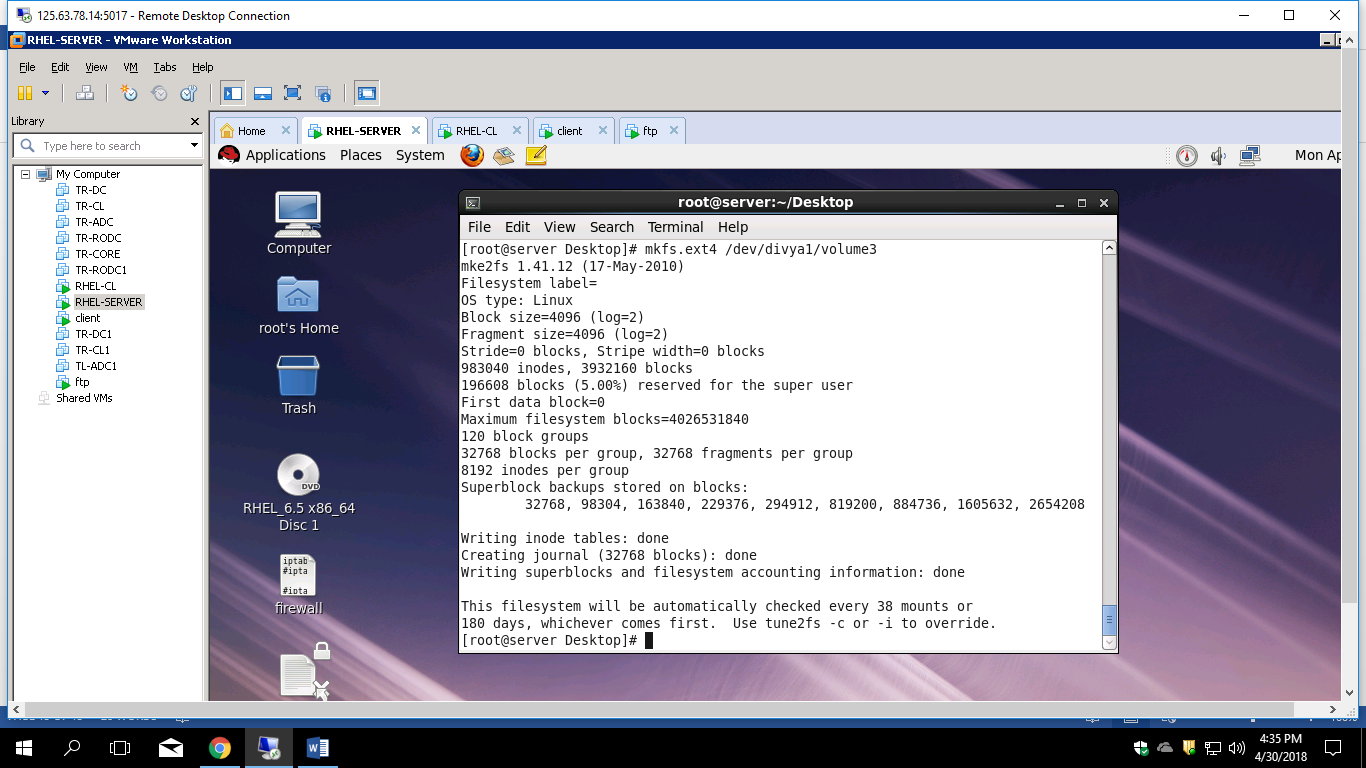 125.63.78.14:5017 - Remote Desktop Connection
RHEL-SERVER - VMware Workstation
File Edit View VM Tabs Help
Library
Type here to search
My Computer
TR-DC
TR-CL
TR-ADC
TR-RODC
TR-CORE
TR-RODC1
RHEL-CL
RHEL-SERVER
client
TR-DC1
TR-CL1
TL-ADC1
ftp
Shared VMs
Home RHEL-SERVER RHEL-CL client ftp
Applications Places System
Mon Ap
Computer
root's Home
Trash
DVD
RHEL_6.5 x86_64
Disc 1
iptab
#ipta
#ipta
firewall
root@server:~/Desktop
File Edit View Search Terminal Help
[root@server Desktop]# mkfs.ext4 /dev/divya1/volume3
mke2fs 1.41.12 (17-May-2010)
Filesystem label=
OS type: Linux
Block size=4096 (log=2)
Fragment size=4096 (log=2)
Stride=0 blocks, Stripe width=0 blocks
983040 inodes, 3932160 blocks
196608 blocks (5.00%) reserved for the super user
First data block=0
Maximum filesystem blocks=4026531840
120 block groups
32768 blocks per group, 32768 fragments per group
8192 inodes per group
Superblock backups stored on blocks:
32768, 98304, 163840, 229376, 294912, 819200, 884736, 1605632, 2654208
Writing inode tables: done
Creating journal (32768 blocks): done
Writing superblocks and filesystem accounting information: done
This filesystem will be automatically checked every 38 mounts or
180 days, whichever comes first.  Use tune2fs -c or -i to override.
[root@server Desktop]#
4:35 PM
4/30/2018